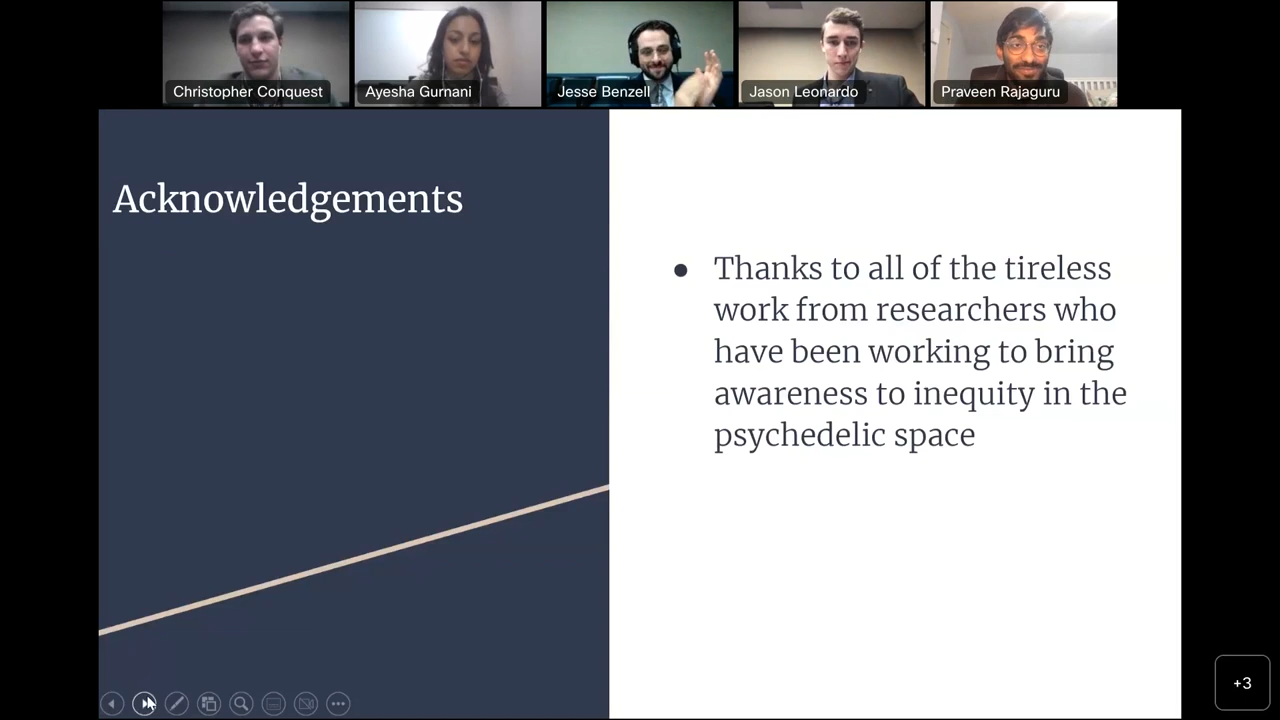 Christopher Conquest
Ayesha Gurnani
Jesse Benzell
Jason Leonardo
Praveen Rajaguru
Acknowledgements
● Thanks to all of the tireless
work from researchers who
have been working to bring
awareness to inequity in the
psychedelic space
+3